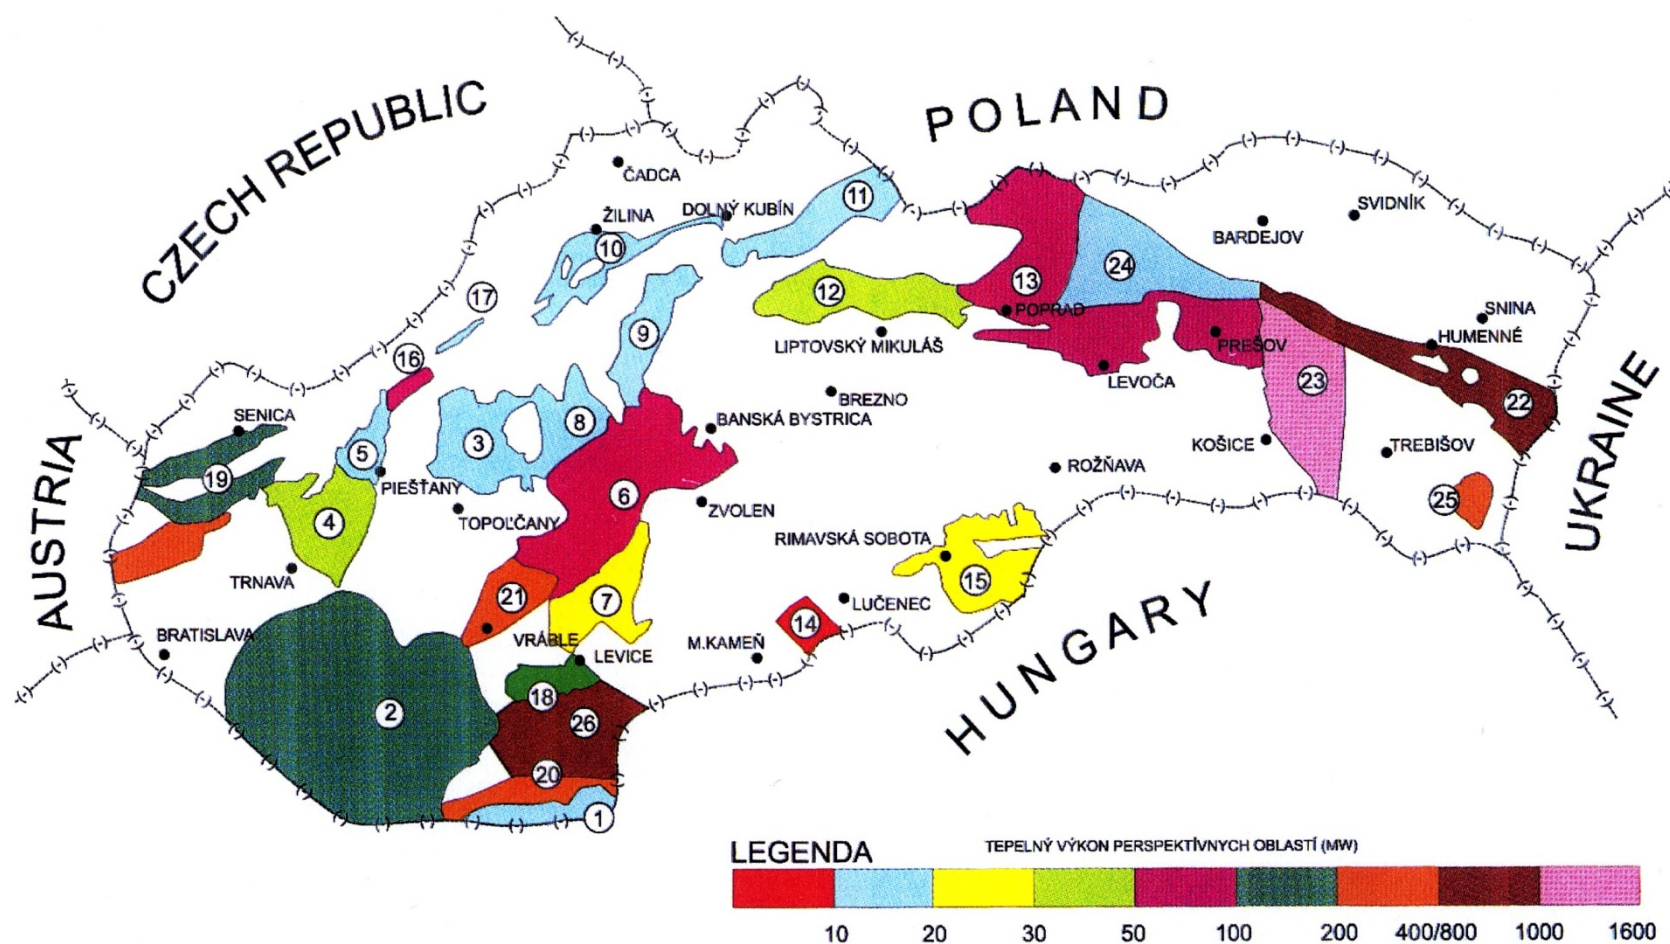 CZECH REPUBLIC
POLAND
ČADCA
SVIDNÍK
11
ŽILINA
DOLNÝ KUBÍN
BARDEJOV
10
24
13
17
12
POPRAD
SNINA
HUMENNÉ
9
LIPTOVSKÝ MIKULÁŠ
PREŠOV
16
LEVOČA
23
BREZNO
22
SENICA
BANSKÁ BYSTRICA
3
8
KOŠICE
TREBIŠOV
5
AUSTRIA
UKRAINE
19
PIEŠŤANY
ROŽŇAVA
6
25
TOPOĽČANY
ZVOLEN
4
RIMAVSKÁ SOBOTA
TRNAVA
15
21
7
LUČENEC
14
BRATISLAVA
VRÁBLE
M.KAMEŇ
LEVICE
HUNGARY
18
2
26
20
1
LEGENDA
TEPELNÝ VÝKON PERSPEKTÍVNYCH OBLASTÍ (MW)
10 20 30 50 100 200 400/800 1000 1600